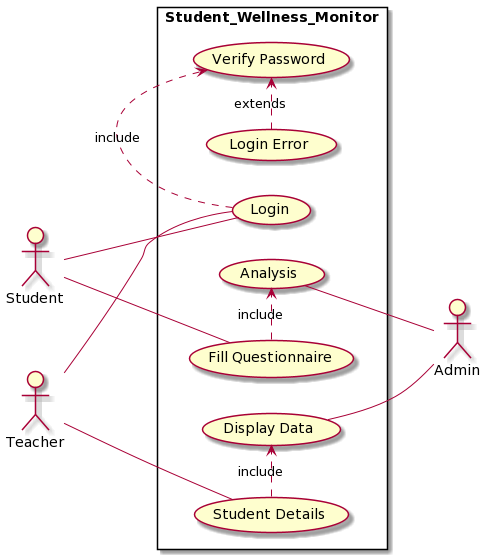 Student_Wellness_Monitor
Verify Password
extends
include
Login Error
Login
Student
Analysis
include
Fill Questionnaire
Admin
Teacher
Display Data
include
Student Details